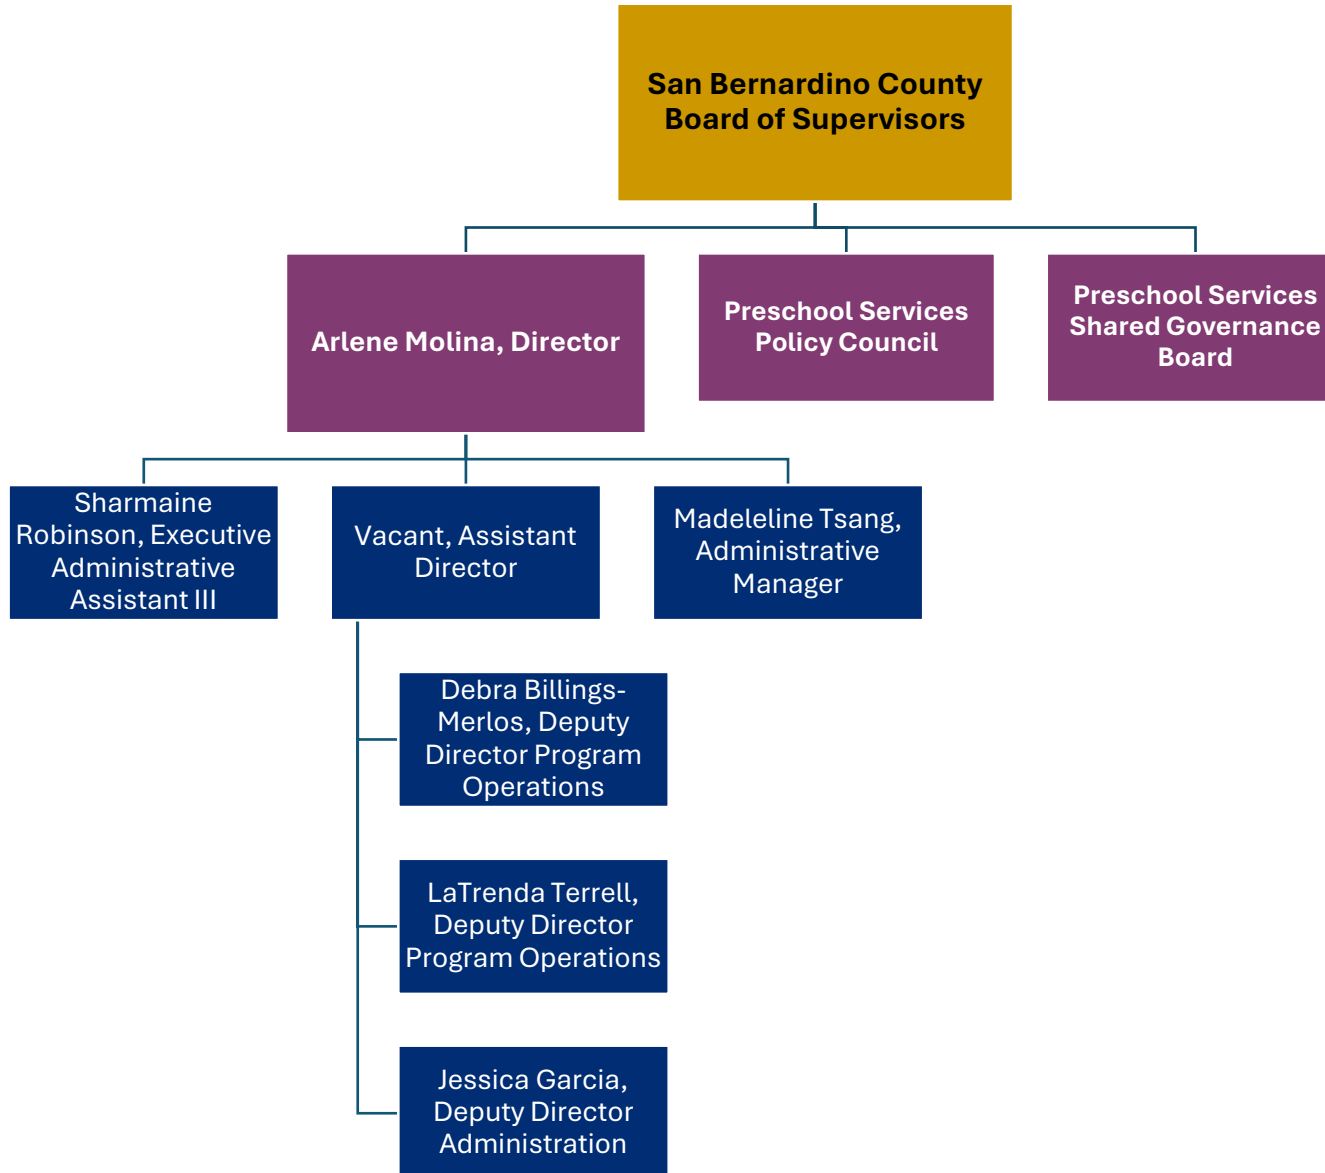 San Bernardino County
Board of Supervisors
Arlene Molina, Director
Preschool Services
Policy Council
Preschool Services
Shared Governance
Board
Sharmaine
Robinson, Executive
Administrative
Assistant III
Vacant, Assistant
Director
Madeleline Tsang,
Administrative
Manager
Debra Billings-
Merlos, Deputy
Director Program
Operations
LaTrenda Terrell,
Deputy Director
Program Operations
Jessica Garcia,
Deputy Director
Administration